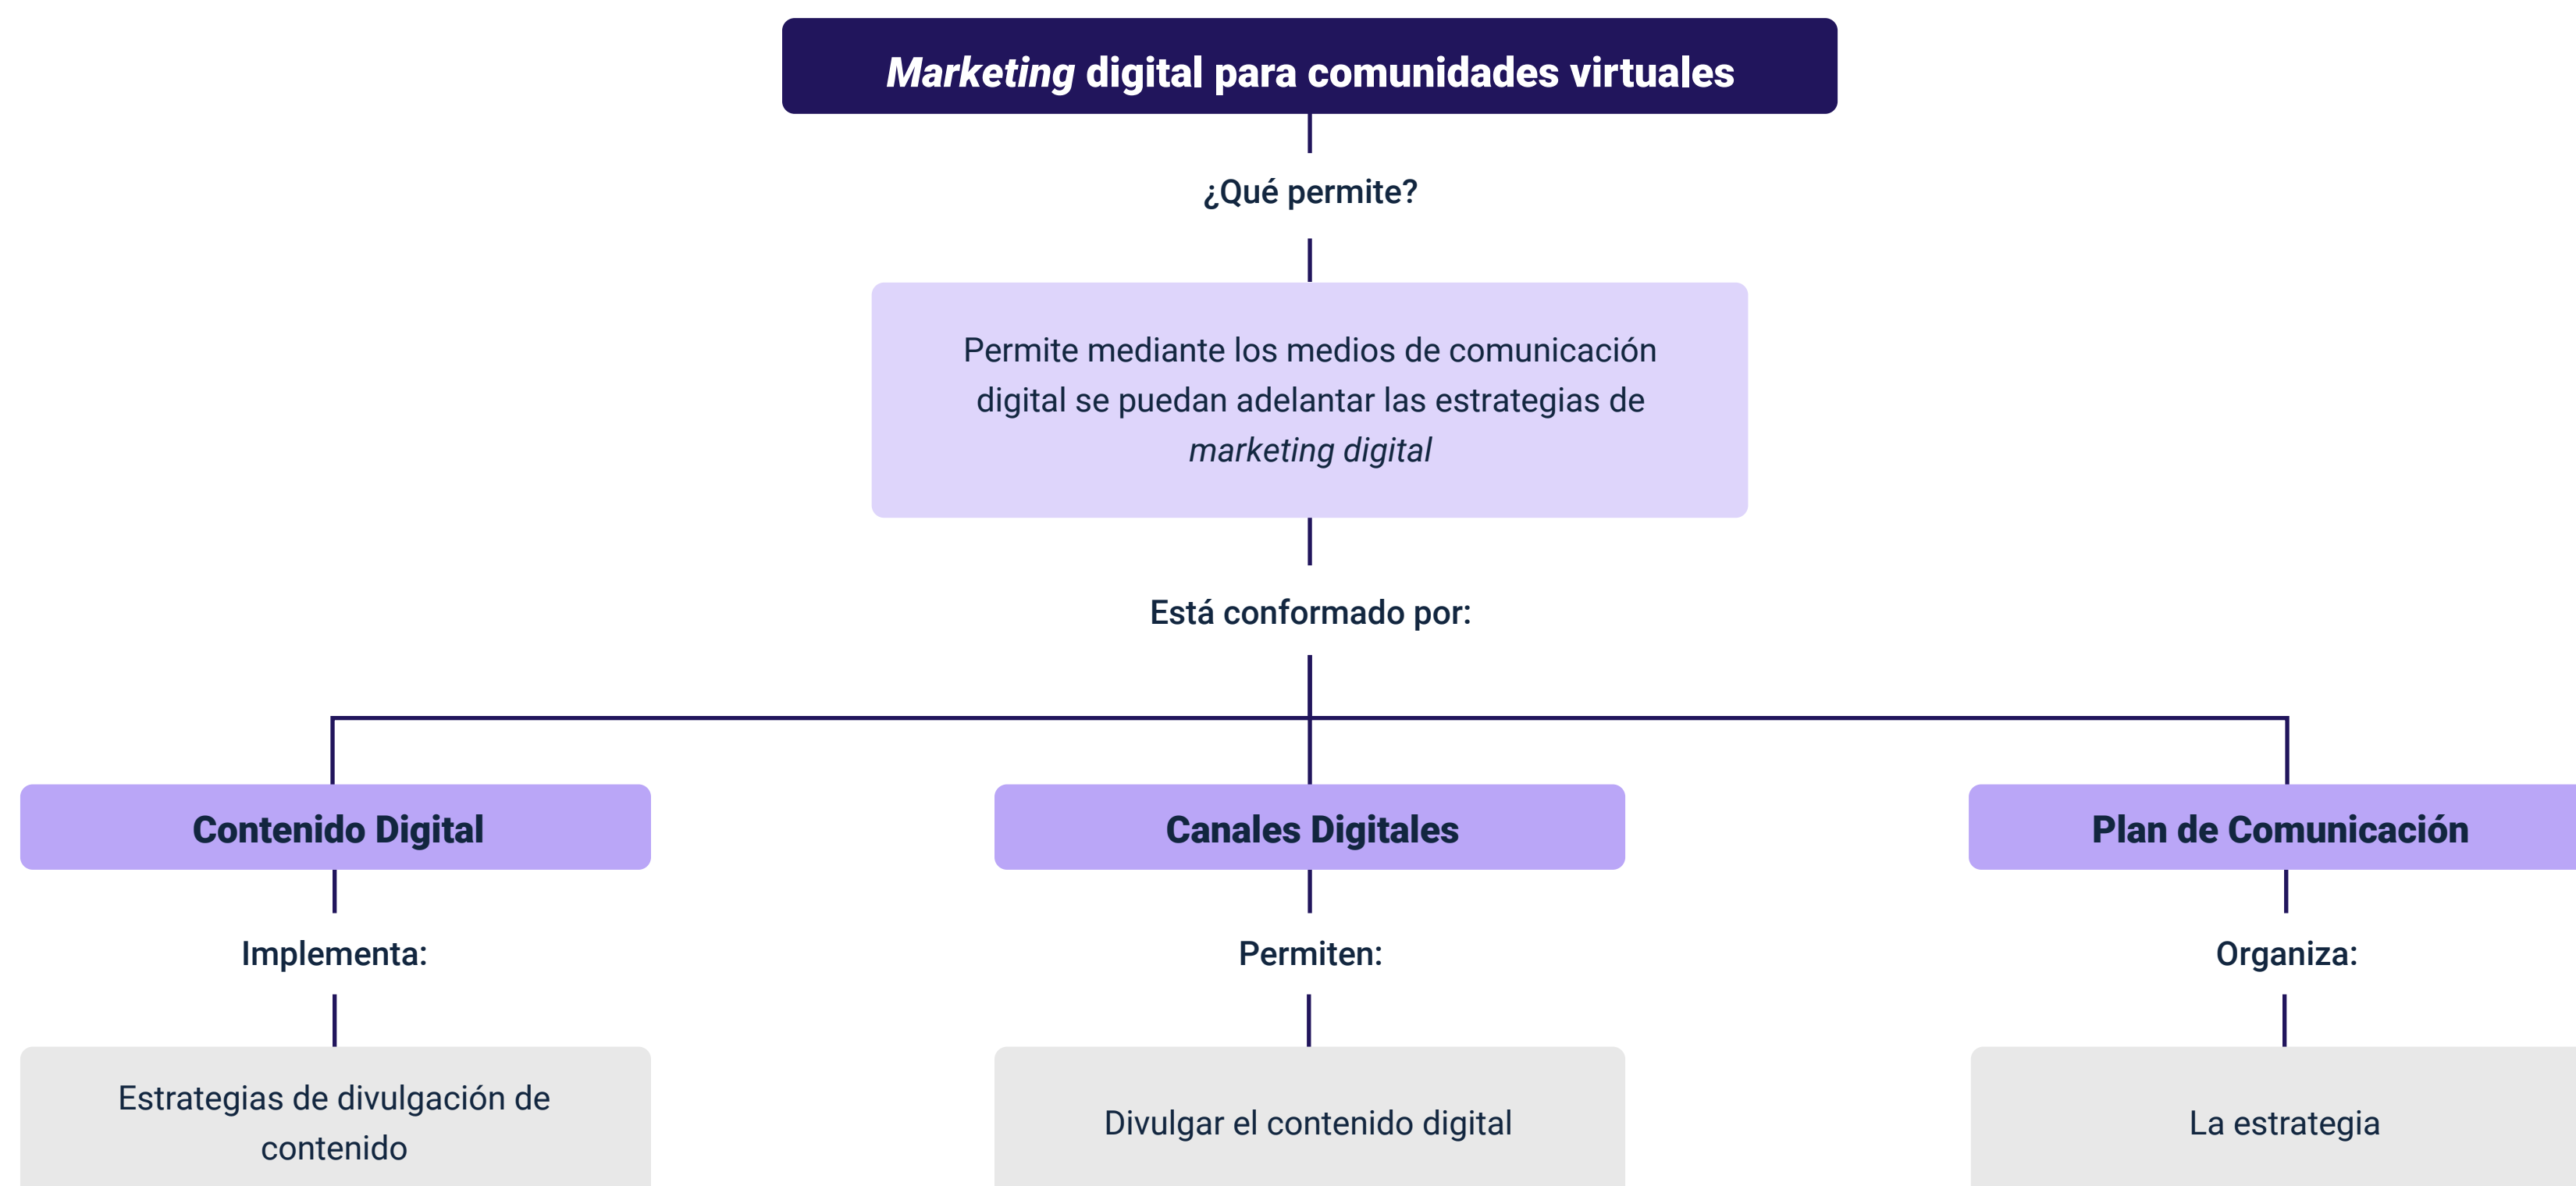 Marketing digital para comunidades virtuales
¿Qué permite?
Permite mediante los medios de comunicación
digital se puedan adelantar las estrategias de
marketing digital
Está conformado por:
Contenido Digital
Canales Digitales
Plan de Comunicación
Implementa:
Permiten:
Organiza:
Estrategias de divulgación de
contenido
Divulgar el contenido digital
La estrategia